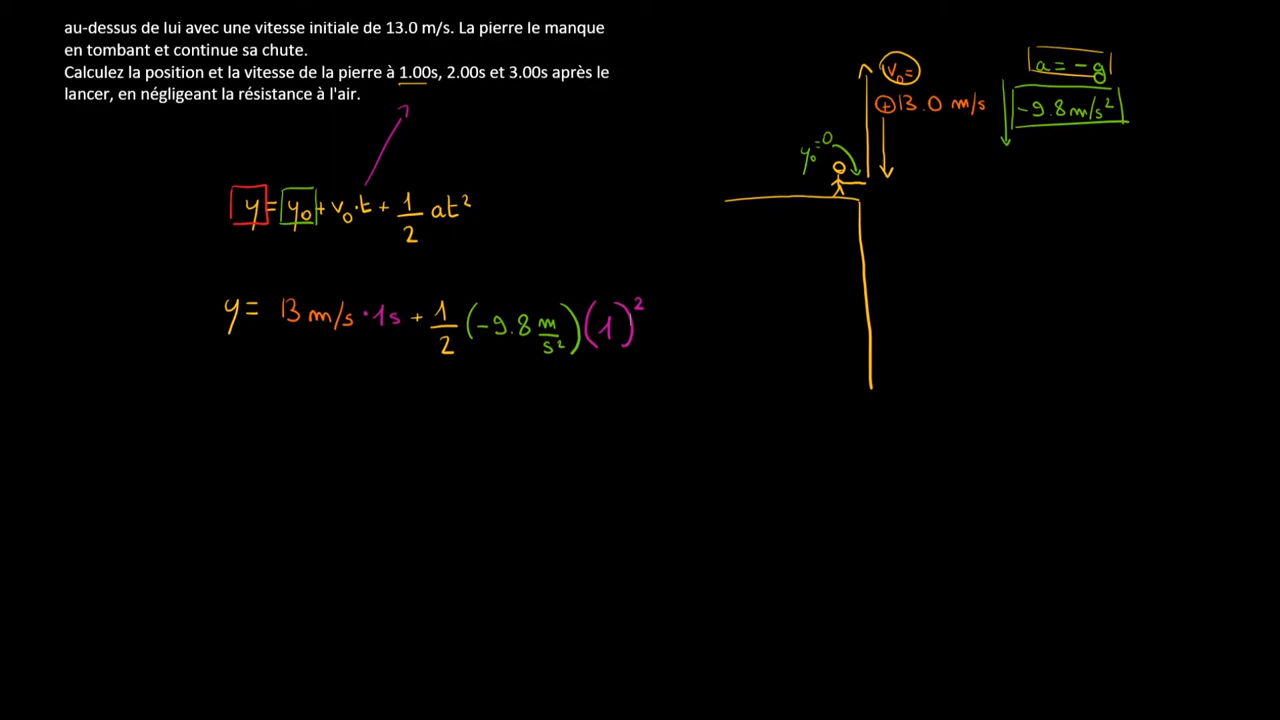 au-dessus de lui avec une vitesse initiale de 13.0 m/s. La pierre le manque
en tombant et continue sa chute.
Calculez la position et la vitesse de la pierre à 1.00s, 2.00s et 3.00s après le
lancer, en négligeant la résistance à l'air.
v₀=
+13.0 m/s
a = -g
-9.8 m/s²
y₀=0
y = y₀ + v₀·t + 1/2 at²
y = 13 m/s · 1s + 1/2 (-9.8 m/s²)(1)²